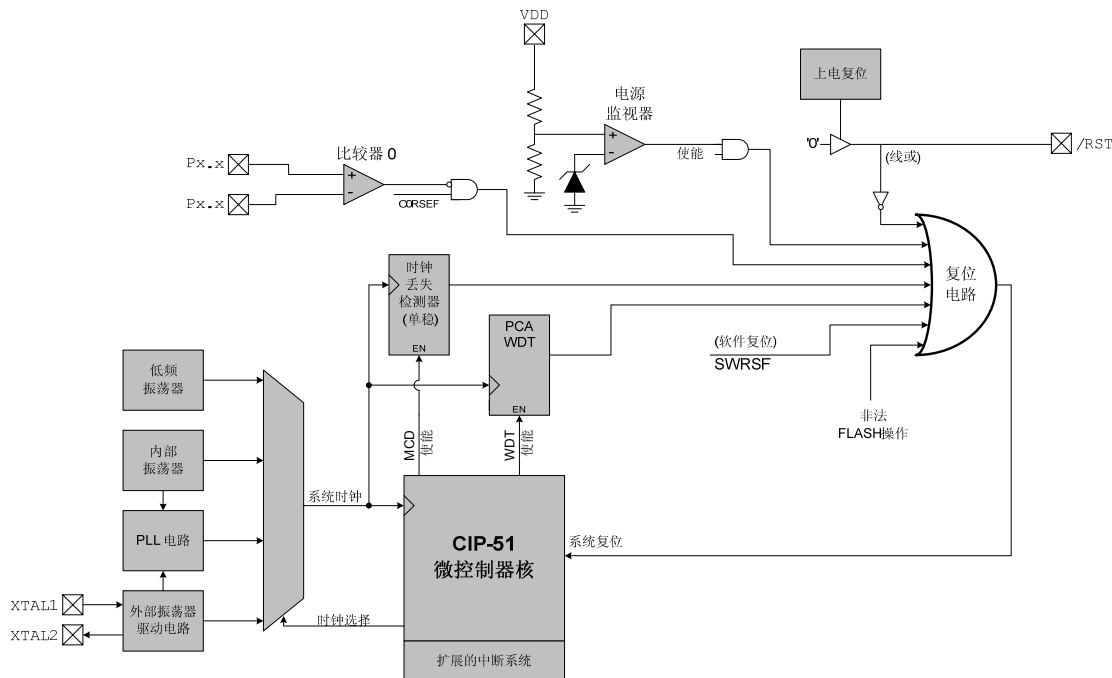 VDD
上电复位
电源
监视器
'0'
/RST
(线或)
使能
Px.x
比较器 0
Px.x
C0RSEF
时钟
丢失
检测器
(单稳)
EN
复位
电路
PCA
WDT
EN
(软件复位)
SWRSF
非法
FLASH操作
低频
振荡器
内部
振荡器
MCD
使能
WDT
使能
系统时钟
PLL 电路
CIP-51
微控制器核
系统复位
XTAL1
XTAL2
外部振荡器
驱动电路
时钟选择
扩展的中断系统